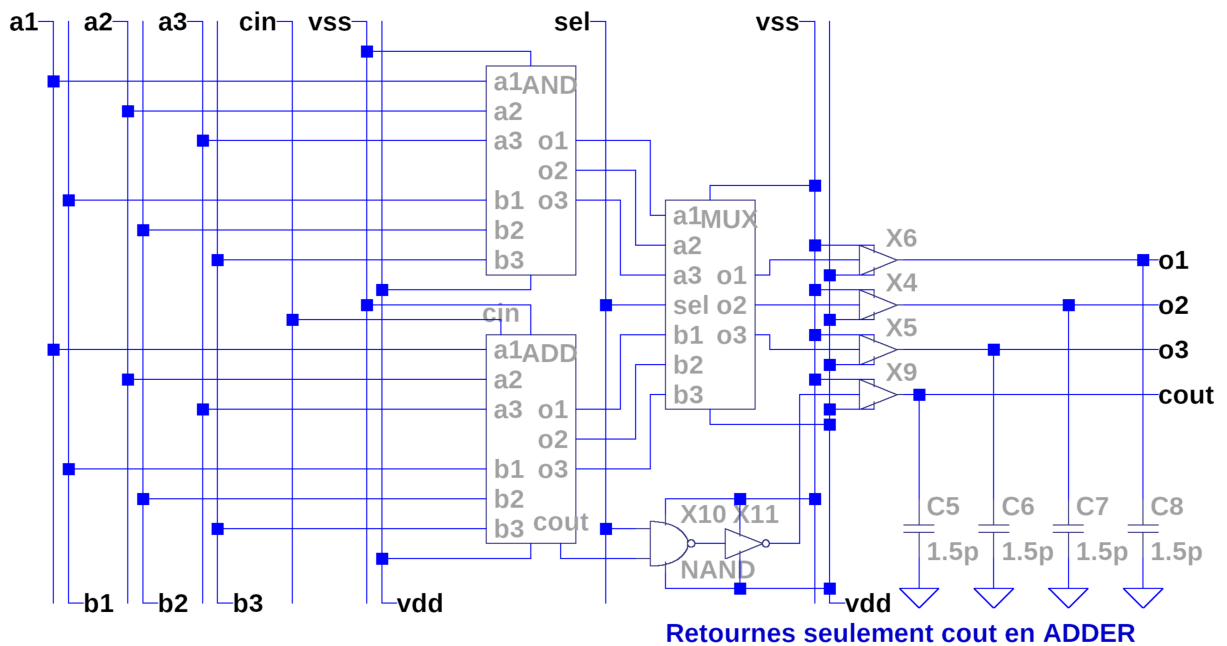 a1 a2 a3 cin vss sel vss
a1 AND
a2
a3 o1
o2
b1 o3
b2
b3
cin
a1 ADD
a2
a3 o1
o2
b1 o3
b2
b3 cout
a1 MUX
a2
a3 o1
sel o2
b1 o3
b2
b3
X6
o1
X4
o2
X5
o3
X9
cout
X10 X11
NAND
C5 C6 C7 C8
1.5p 1.5p 1.5p 1.5p
b1 b2 b3 vdd vdd
Retournes seulement cout en ADDER